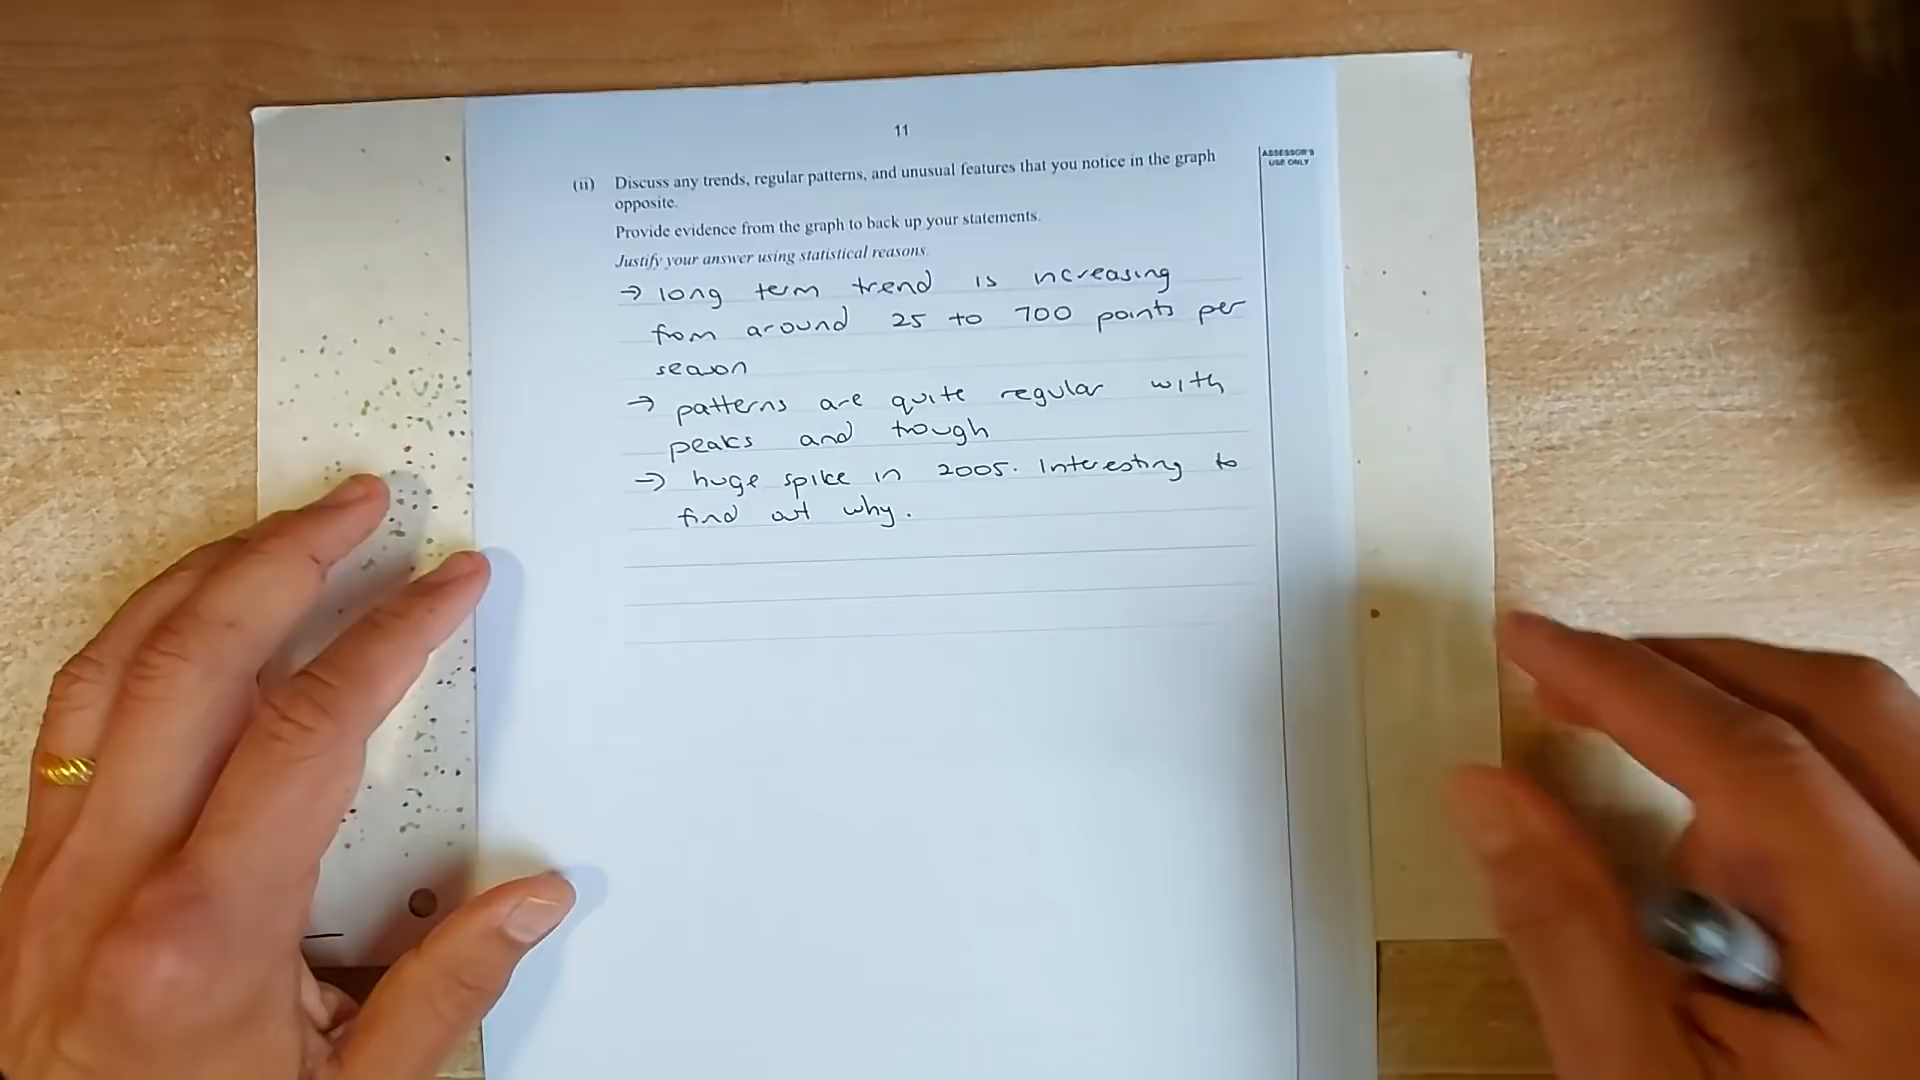 11
ASSESSOR'S
USE ONLY
(ii) Discuss any trends, regular patterns, and unusual features that you notice in the graph
opposite.
Provide evidence from the graph to back up your statements.
Justify your answer using statistical reasons.
→ long term trend is increasing
from around 25 to 700 points per
season
→ patterns are quite regular with
peaks and trough
→ huge spike in 2005. Interesting to
find out why.